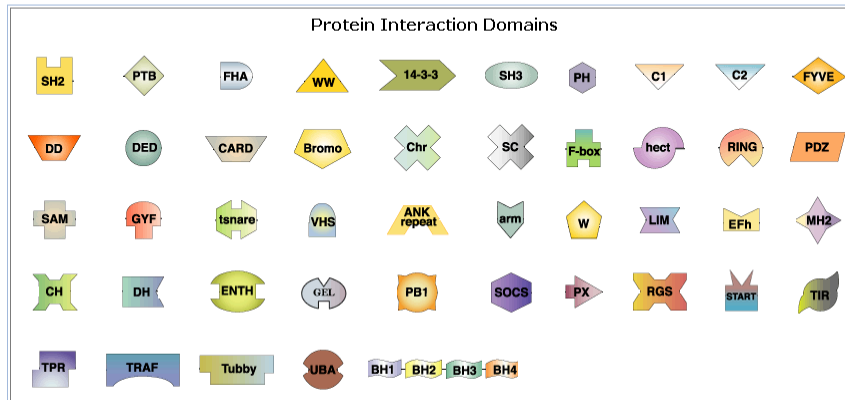 Protein Interaction Domains
SH2 PTB FHA WW 14-3-3 SH3 PH C1 C2 FYVE
DD DED CARD Bromo Chr SC F-box hect RING PDZ
SAM GYF tsnare VHS ANK repeat arm W LIM EFh MH2
CH DH ENTH GEL PB1 SOCS PX RGS START TIR
TPR TRAF Tubby UBA BH1 BH2 BH3 BH4